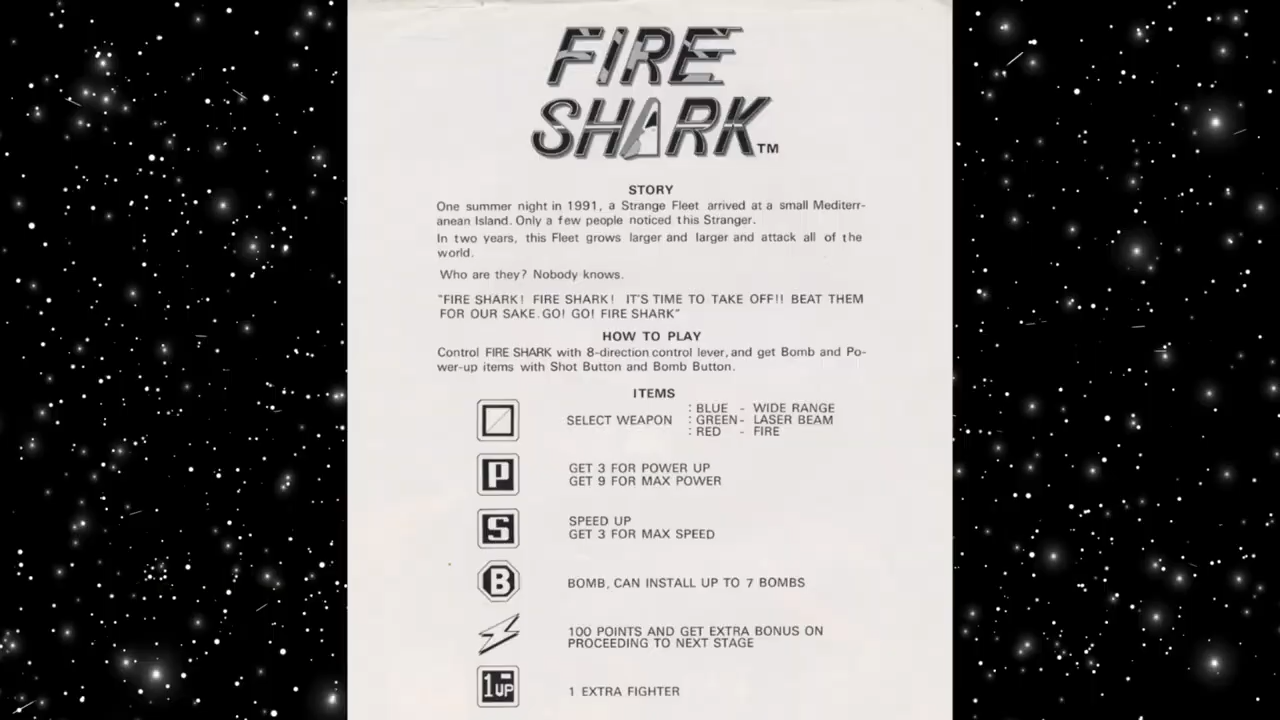 FIRE
SHARK TM
STORY
One summer night in 1991, a Strange Fleet arrived at a small Mediterr-
anean Island. Only a few people noticed this Stranger.
In two years, this Fleet grows larger and larger and attack all of the
world.
Who are they? Nobody knows.
"FIRE SHARK! FIRE SHARK! IT'S TIME TO TAKE OFF!! BEAT THEM
FOR OUR SAKE. GO! GO! FIRE SHARK"
HOW TO PLAY
Control FIRE SHARK with 8-direction control lever, and get Bomb and Po-
wer-up items with Shot Button and Bomb Button.
ITEMS
SELECT WEAPON : BLUE - WIDE RANGE
: GREEN - LASER BEAM
: RED - FIRE
P GET 3 FOR POWER UP
GET 9 FOR MAX POWER
S SPEED UP
GET 3 FOR MAX SPEED
B BOMB, CAN INSTALL UP TO 7 BOMBS
100 POINTS AND GET EXTRA BONUS ON
PROCEEDING TO NEXT STAGE
1UP 1 EXTRA FIGHTER